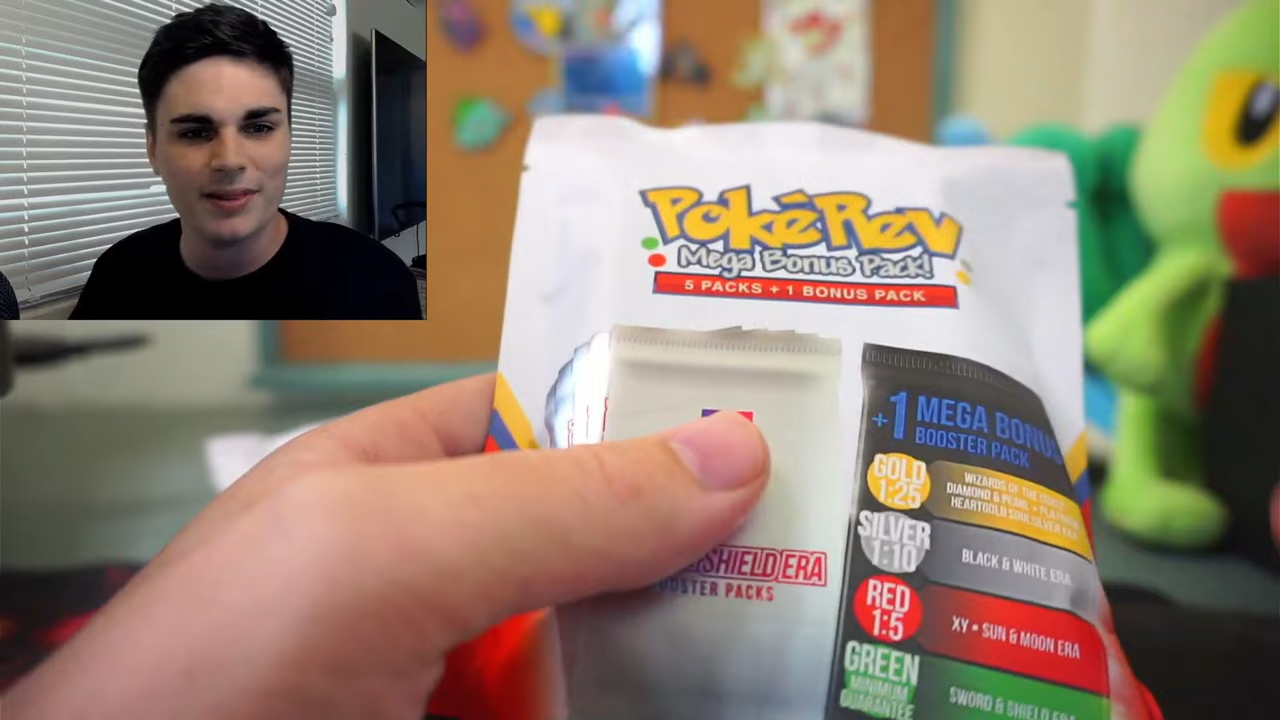 PokéRev
Mega Bonus Pack!
5 PACKS + 1 BONUS PACK
SHIELD ERA
BOOSTER PACKS
+1 MEGA BONUS
BOOSTER PACK
GOLD
1:25
WIZARDS OF THE COAST
DIAMOND & PEARL • PLATINUM
HEARTGOLD SOULSILVER ERA
SILVER
1:10
BLACK & WHITE ERA
RED
1:5
XY • SUN & MOON ERA
GREEN
MINIMUM
GUARANTEE
SWORD & SHIELD ERA